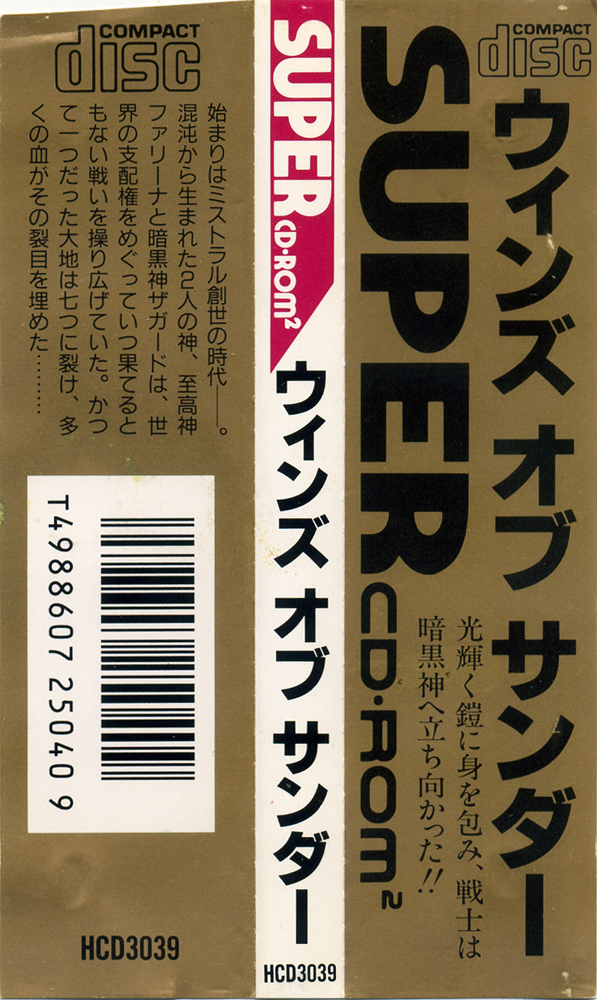 COMPACT
disc
ウィンズ オブ サンダー
SUPER
CD·ROM²
光輝く鎧に身を包み、戦士は
暗黒神へ立ち向かった!!
SUPER
CD·ROM²
ウィンズ オブ サンダー
HCD3039
COMPACT
disc
始まりはミストラル創世の時代――。
混沌から生まれた2人の神、至高神
ファリーナと暗黒神ザガードは、世
界の支配権をめぐっていつ果てると
もない戦いを操り広げていた。かつ
て一つだった大地は七つに裂け、多
くの血がその裂目を埋めた………
T4988607 25040 9
HCD3039